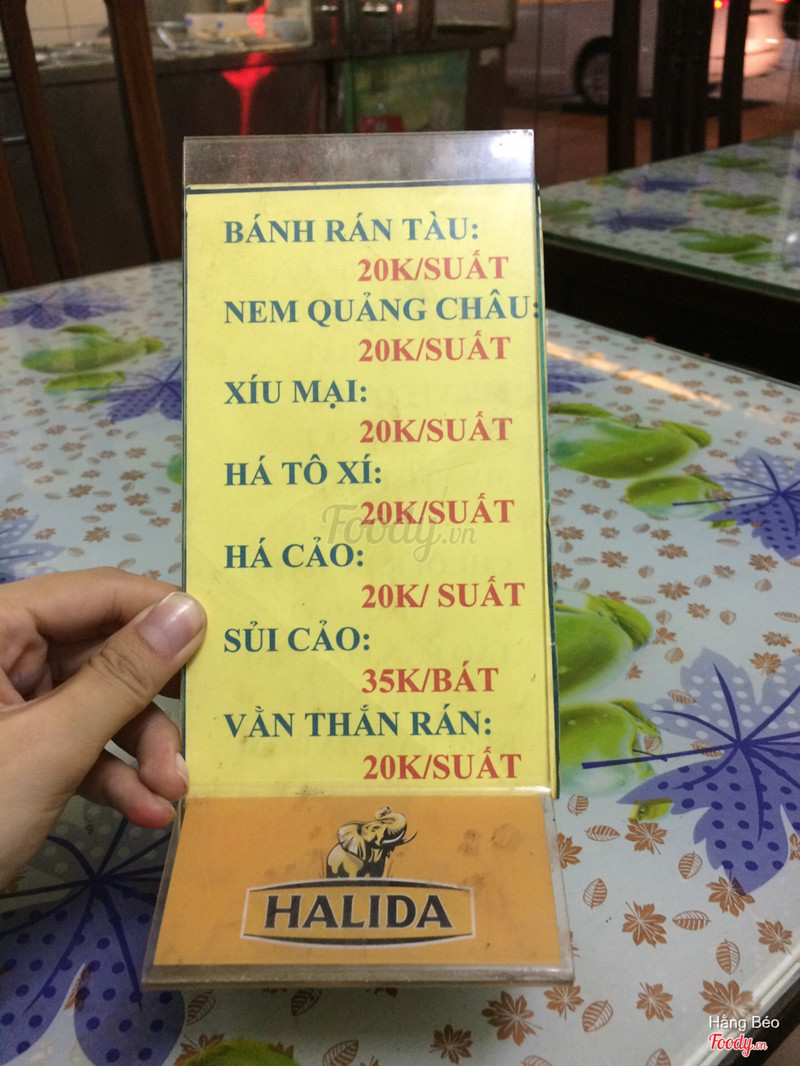 BÁNH RÁN TÀU:
20K/SUẤT
NEM QUẢNG CHÂU:
20K/SUẤT
XÍU MẠI:
20K/SUẤT
HÁ TÔ XÍ:
20K/SUẤT
Foody.vn
HÁ CẢO:
20K/ SUẤT
SỦI CẢO:
35K/BÁT
VẰN THẮN RÁN:
20K/SUẤT
HALIDA
Hằng Béo
Foody.vn